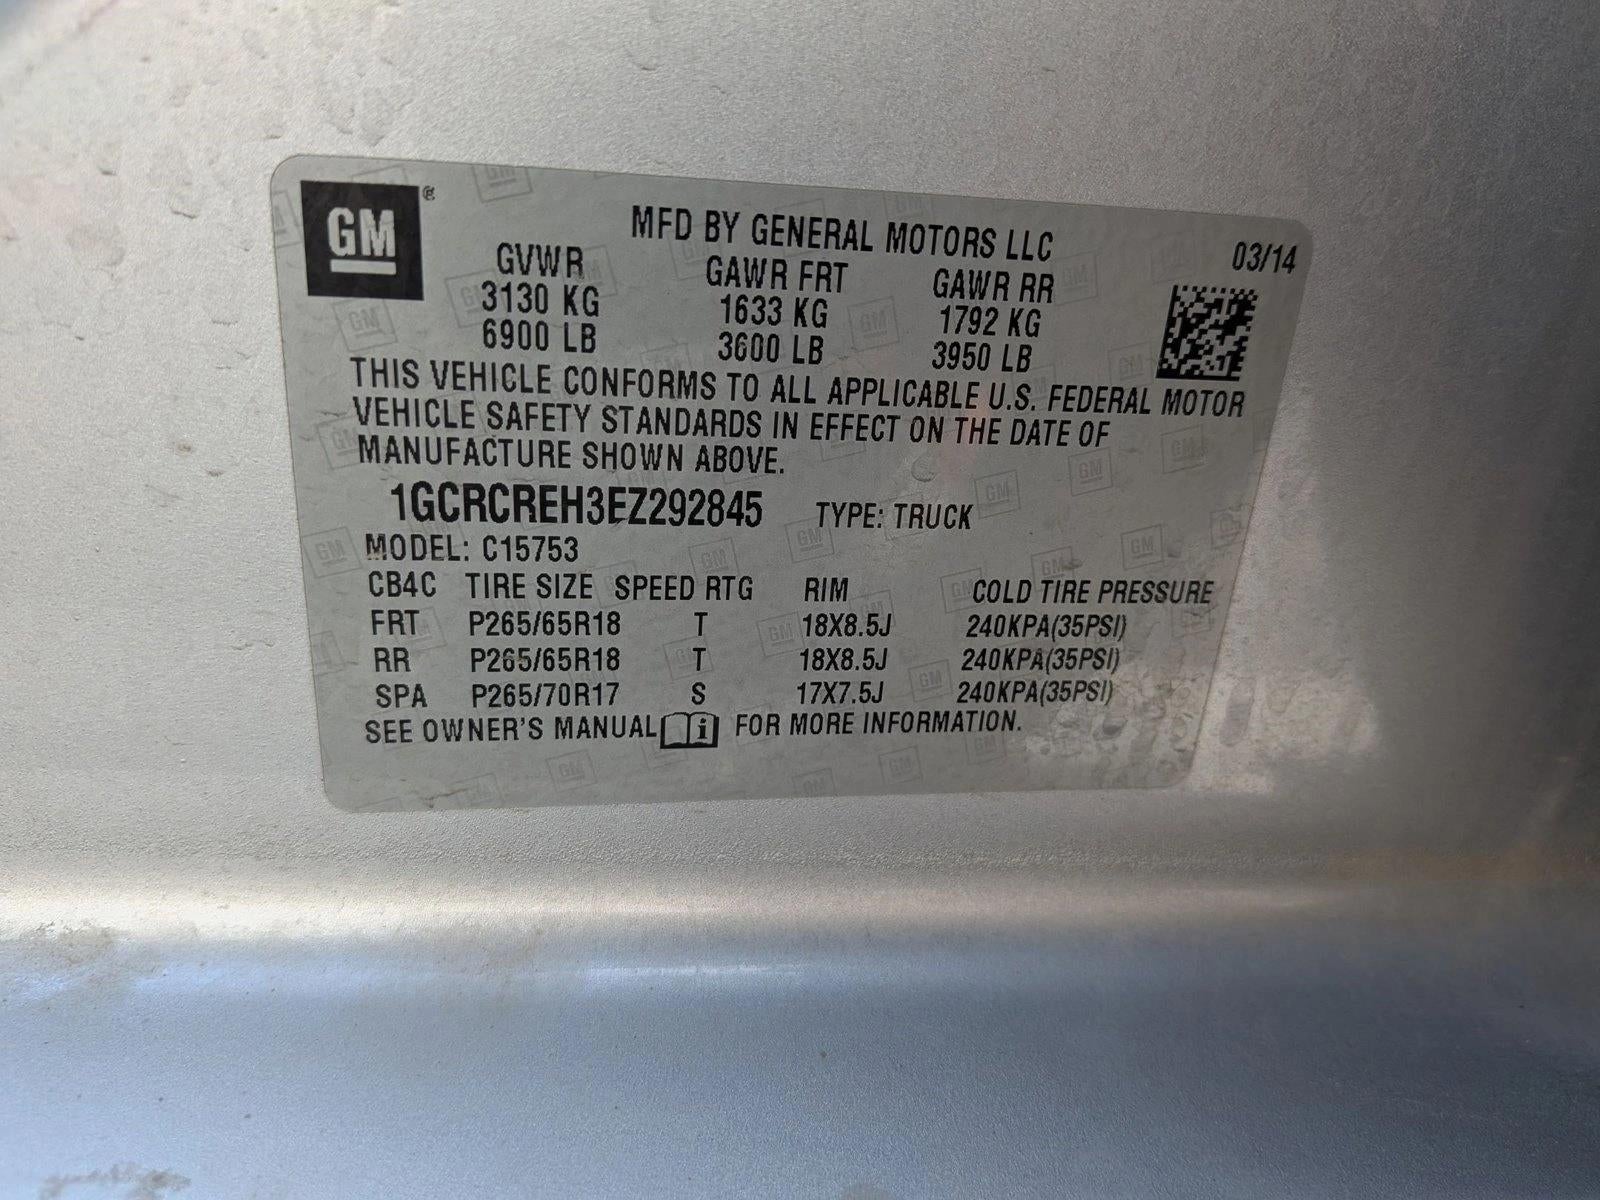 GM ®
MFD BY GENERAL MOTORS LLC 03/14
GVWR GAWR FRT GAWR RR
3130 KG 1633 KG 1792 KG
6900 LB 3600 LB 3950 LB
THIS VEHICLE CONFORMS TO ALL APPLICABLE U.S. FEDERAL MOTOR
VEHICLE SAFETY STANDARDS IN EFFECT ON THE DATE OF
MANUFACTURE SHOWN ABOVE.
1GCRCREH3EZ292845 TYPE: TRUCK
MODEL: C15753
CB4C TIRE SIZE SPEED RTG RIM COLD TIRE PRESSURE
FRT P265/65R18 T 18X8.5J 240KPA(35PSI)
RR P265/65R18 T 18X8.5J 240KPA(35PSI)
SPA P265/70R17 S 17X7.5J 240KPA(35PSI)
SEE OWNER'S MANUAL i FOR MORE INFORMATION.